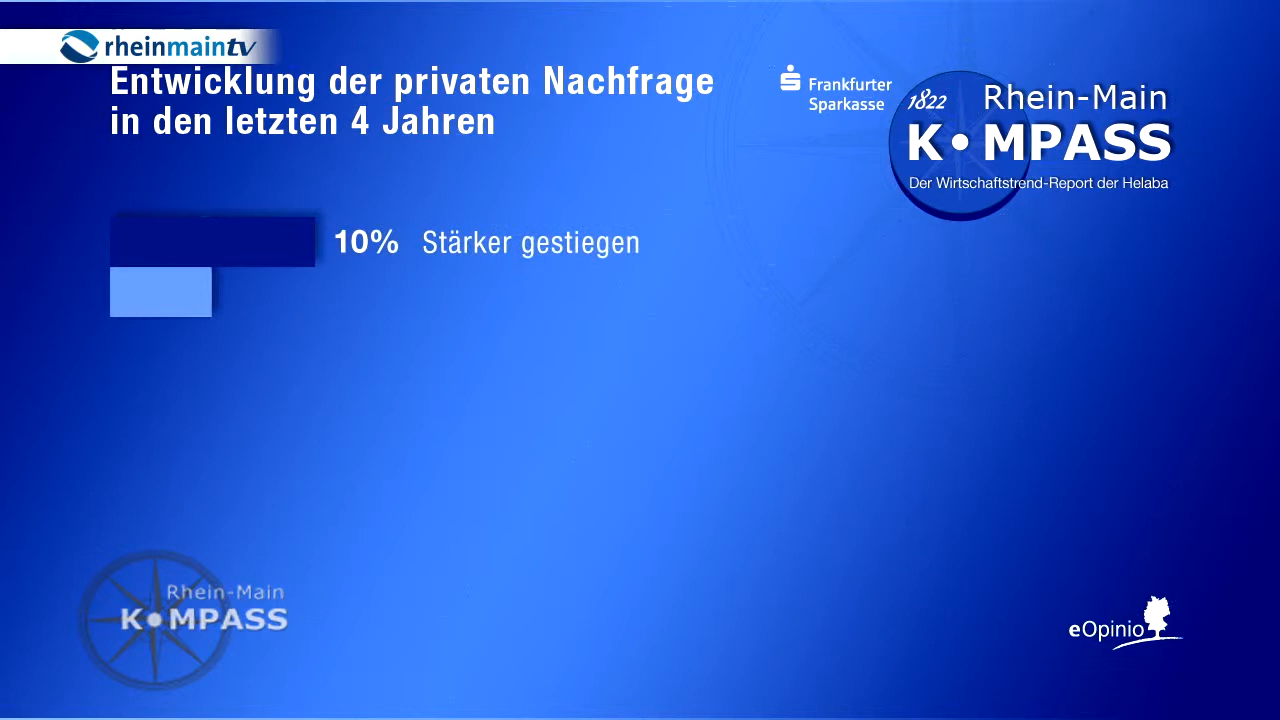 rheinmaintv
Entwicklung der privaten Nachfrage
in den letzten 4 Jahren
Frankfurter
Sparkasse
1822
Rhein-Main
K•MPASS
Der Wirtschaftstrend-Report der Helaba
10% Stärker gestiegen
Rhein-Main
K•MPASS
eOpinio